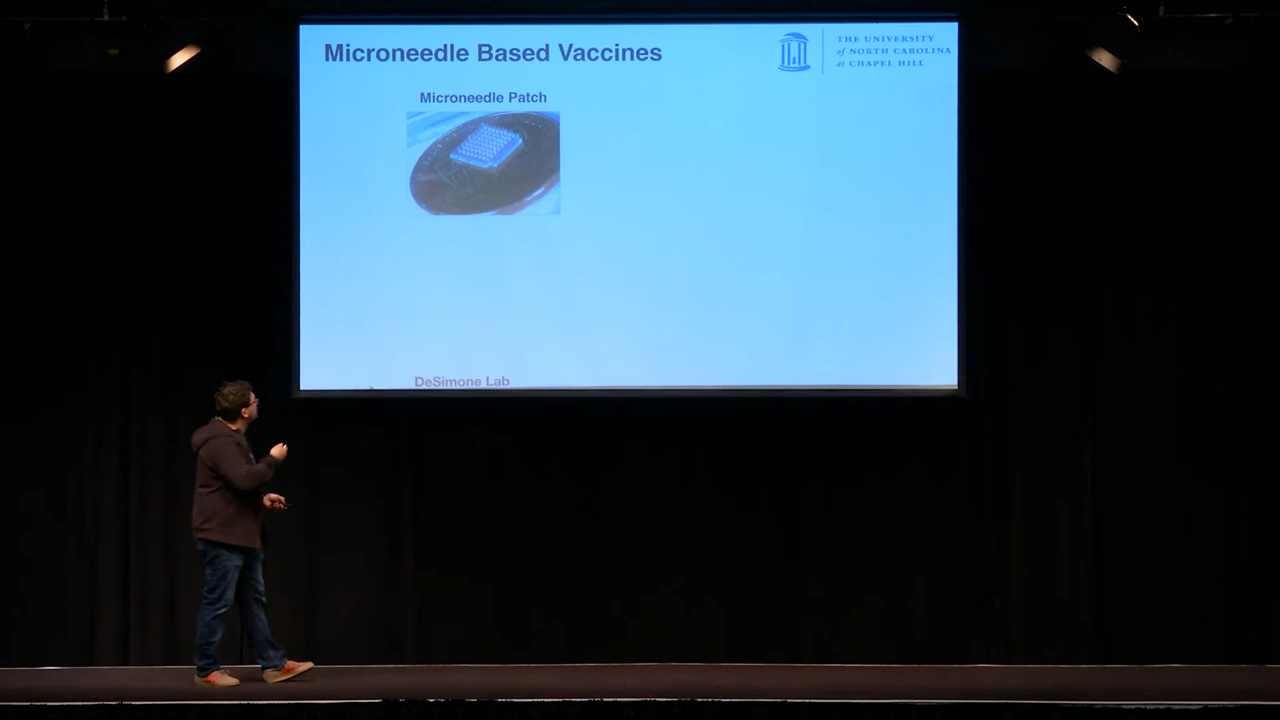 Microneedle Based Vaccines
THE UNIVERSITY
of NORTH CAROLINA
at CHAPEL HILL
Microneedle Patch
DeSimone Lab